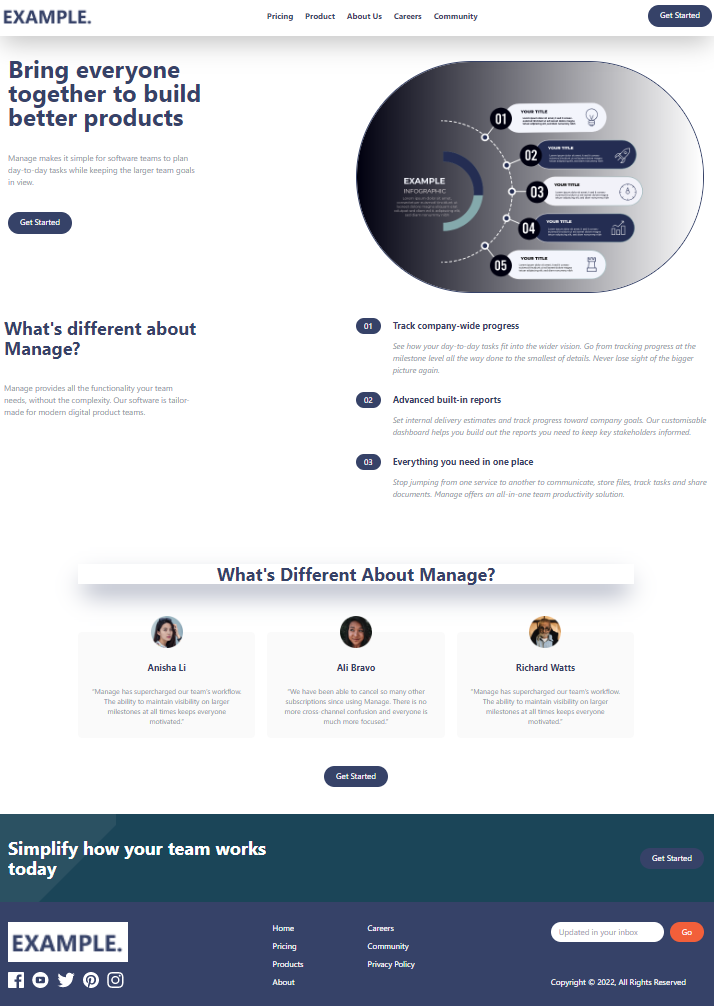 EXAMPLE.
Pricing
Product
About Us
Careers
Community
Get Started
Bring everyone
together to build
better products
Manage makes it simple for software teams to plan
day-to-day tasks while keeping the larger team goals
in view.
Get Started
EXAMPLE
INFOGRAPHIC
01
YOUR TITLE
02
YOUR TITLE
03
YOUR TITLE
04
YOUR TITLE
05
YOUR TITLE
What's different about
Manage?
Manage provides all the functionality your team
needs, without the complexity. Our software is tailor-
made for modern digital product teams.
01
Track company-wide progress
See how your day-to-day tasks fit into the wider vision. Go from tracking progress at the
milestone level all the way done to the smallest of details. Never lose sight of the bigger
picture again.
02
Advanced built-in reports
Set internal delivery estimates and track progress toward company goals. Our customisable
dashboard helps you build out the reports you need to keep key stakeholders informed.
03
Everything you need in one place
Stop jumping from one service to another to communicate, store files, track tasks and share
documents. Manage offers an all-in-one team productivity solution.
What's Different About Manage?
Anisha Li
"Manage has supercharged our team's workflow.
The ability to maintain visibility on larger
milestones at all times keeps everyone
motivated."
Ali Bravo
"We have been able to cancel so many other
subscriptions since using Manage. There is no
more cross-channel confusion and everyone is
much more focused."
Richard Watts
"Manage has supercharged our team's workflow.
The ability to maintain visibility on larger
milestones at all times keeps everyone
motivated."
Get Started
Simplify how your team works
today
Get Started
EXAMPLE.
Home
Pricing
Products
About
Careers
Community
Privacy Policy
Updated in your inbox
Go
Copyright © 2022, All Rights Reserved